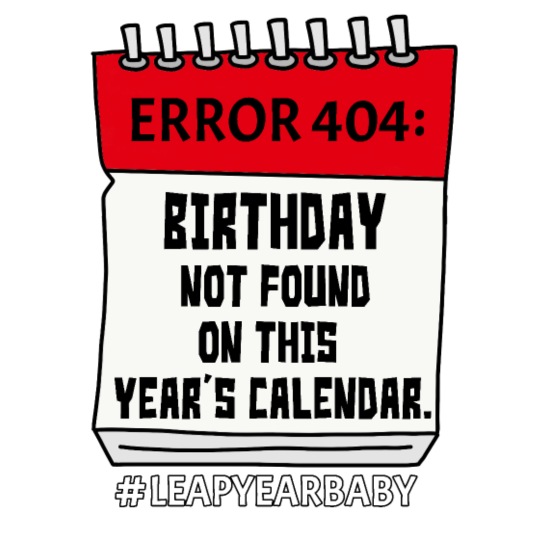 ERROR 404:
BIRTHDAY
NOT FOUND
ON THIS
YEAR'S CALENDAR.
#LEAPYEARBABY